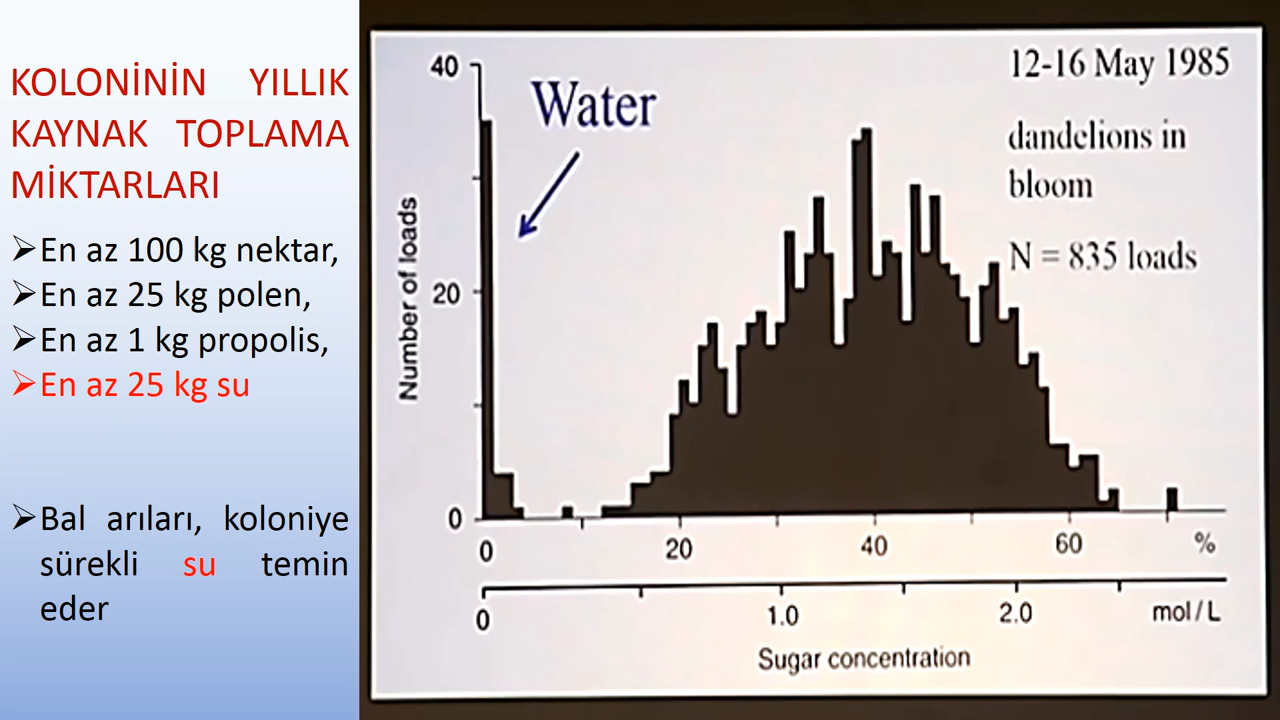 KOLONİNİN YILLIK
KAYNAK TOPLAMA
MİKTARLARI
➢En az 100 kg nektar,
➢En az 25 kg polen,
➢En az 1 kg propolis,
➢En az 25 kg su
➢Bal arıları, koloniye
sürekli su temin
eder
12-16 May 1985
dandelions in
bloom
N = 835 loads
Water
Number of loads
40
20
0
0 20 40 60 %
0 1.0 2.0 mol/L
Sugar concentration